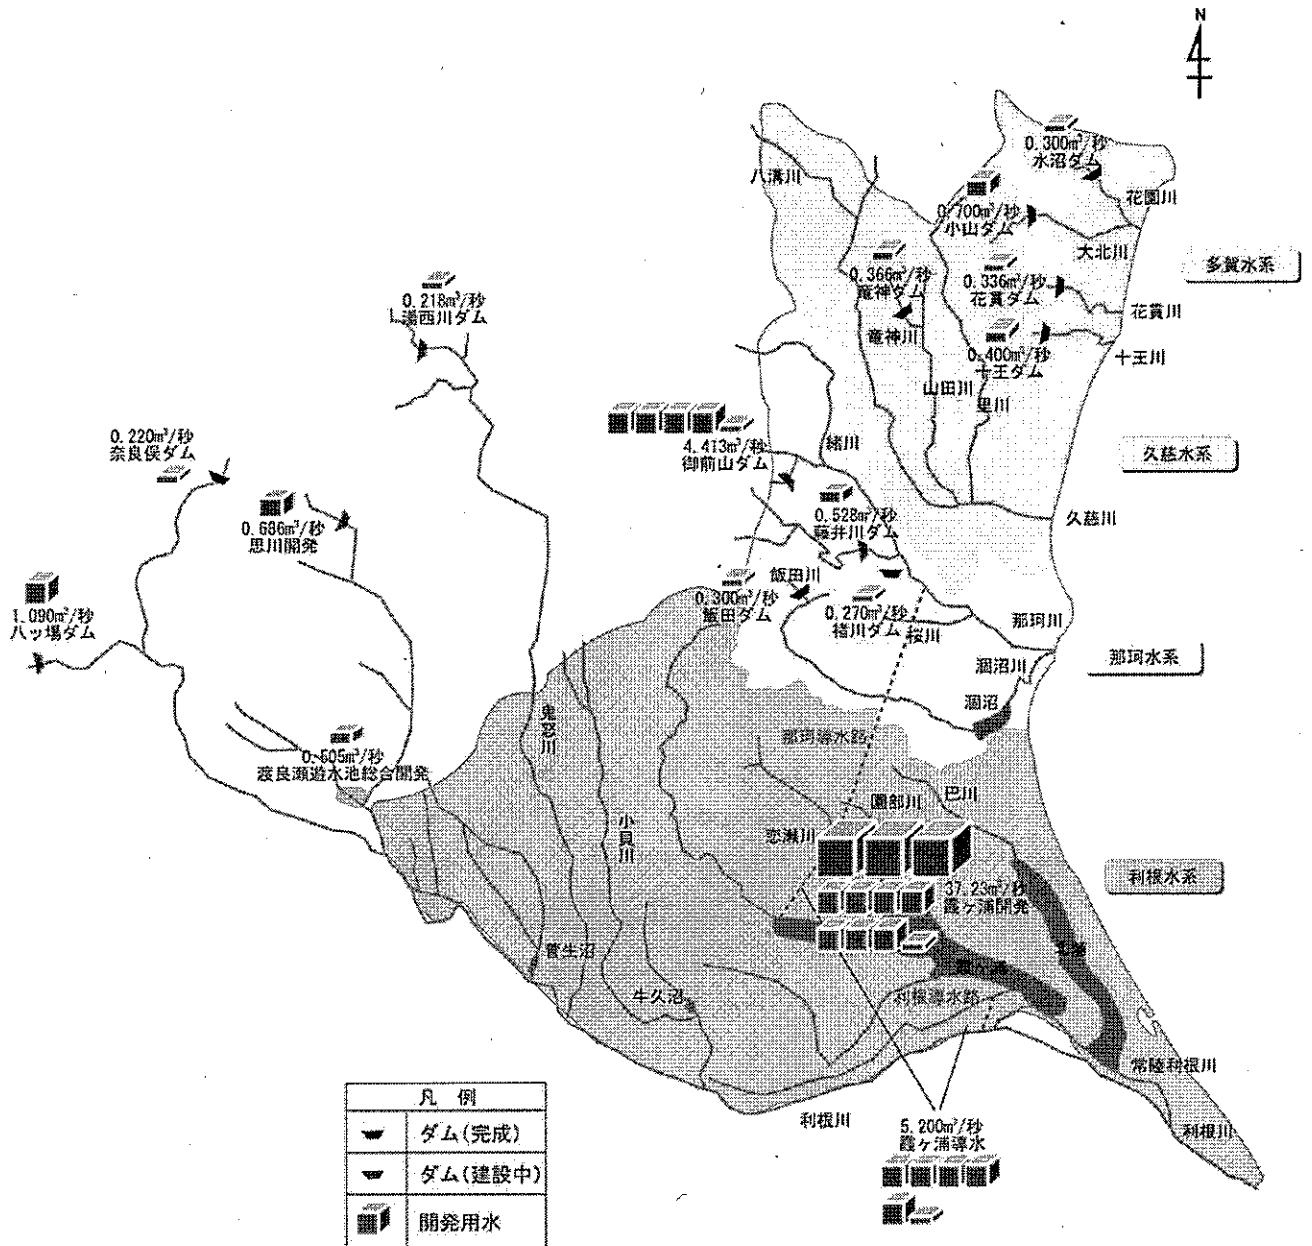 N
0.300m³/秒
水沼ダム
八溝川
花園川
0.700m³/秒
小山ダム
大北川
多賀水系
0.366m³/秒
竜神ダム
0.336m³/秒
花貫ダム
花貫川
0.218m³/秒
湯西川ダム
竜神川
0.400m³/秒
十王ダム
十王川
山田川
里川
0.220m³/秒
奈良俣ダム
4.413m³/秒
御前山ダム
緒川
久慈水系
0.686m³/秒
思川開発
0.528m³/秒
藤井川ダム
久慈川
1.090m³/秒
八ッ場ダム
飯田川
0.300m³/秒
飯田ダム
0.270m³/秒
緒川ダム
桜川
那珂川
涸沼川
那珂水系
涸沼
鬼怒川
那珂導水路
0.505m³/秒
渡良瀬遊水池総合開発
巴川
園部川
小貝川
恋瀬川
37.23m³/秒
霞ヶ浦開発
利根水系
菅生沼
霞ヶ浦
北浦
牛久沼
利根導水路
常陸利根川
利根川
利根川
5.200m³/秒
霞ヶ浦導水
凡 例
ダム(完成)
ダム(建設中)
開発用水